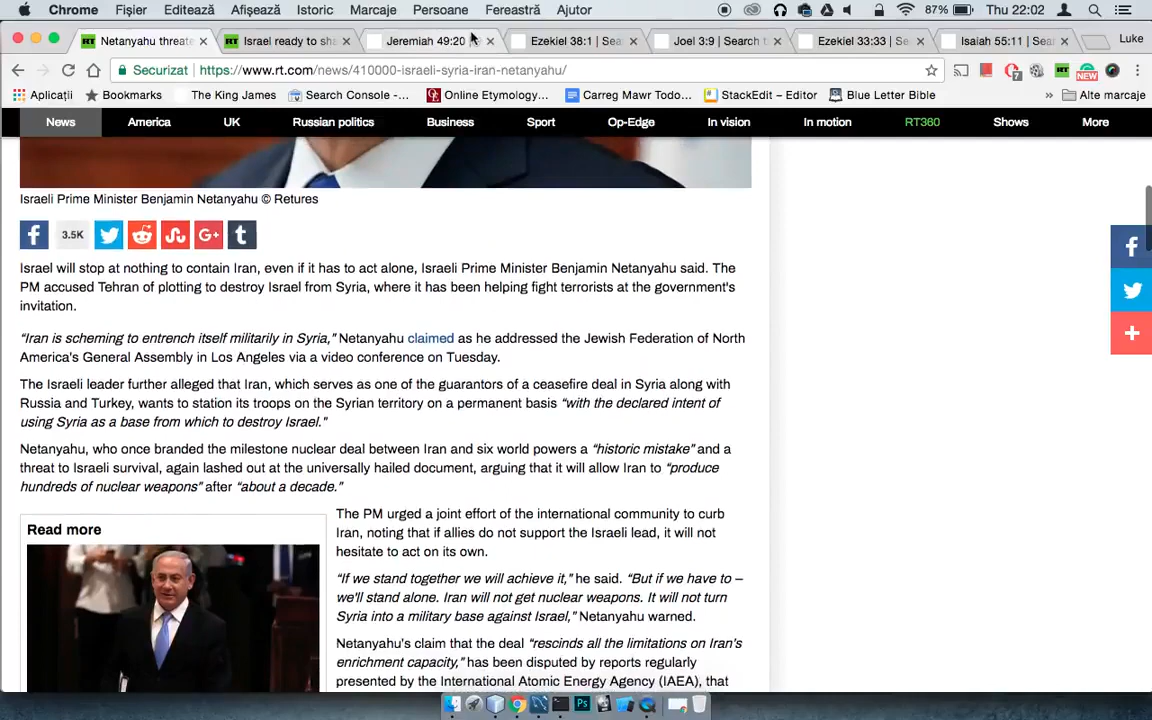 Chrome Fișier Editează Afișează Istoric Marcaje Persoane Fereastră Ajutor 87% Thu 22:02
Netanyahu threate Israel ready to sha Jeremiah 49:20 Ezekiel 38:1 | Sea Joel 3:9 | Search t Ezekiel 33:33 | Se Isaiah 55:11 | Sear Luke
Securizat https://www.rt.com/news/410000-israeli-syria-iran-netanyahu/ 7 RT NEW
Aplicații Bookmarks The King James Search Console -... Online Etymology... Carreg Mawr Todo... StackEdit – Editor Blue Letter Bible » Alte marcaje
News America UK Russian politics Business Sport Op-Edge In vision In motion RT360 Shows More
Israeli Prime Minister Benjamin Netanyahu © Retures
3.5K
Israel will stop at nothing to contain Iran, even if it has to act alone, Israeli Prime Minister Benjamin Netanyahu said. The
PM accused Tehran of plotting to destroy Israel from Syria, where it has been helping fight terrorists at the government's
invitation.
“Iran is scheming to entrench itself militarily in Syria,” Netanyahu claimed as he addressed the Jewish Federation of North
America's General Assembly in Los Angeles via a video conference on Tuesday.
The Israeli leader further alleged that Iran, which serves as one of the guarantors of a ceasefire deal in Syria along with
Russia and Turkey, wants to station its troops on the Syrian territory on a permanent basis “with the declared intent of
using Syria as a base from which to destroy Israel.”
Netanyahu, who once branded the milestone nuclear deal between Iran and six world powers a “historic mistake” and a
threat to Israeli survival, again lashed out at the universally hailed document, arguing that it will allow Iran to “produce
hundreds of nuclear weapons” after “about a decade.”
Read more
The PM urged a joint effort of the international community to curb
Iran, noting that if allies do not support the Israeli lead, it will not
hesitate to act on its own.
“If we stand together we will achieve it,” he said. “But if we have to –
we'll stand alone. Iran will not get nuclear weapons. It will not turn
Syria into a military base against Israel,” Netanyahu warned.
Netanyahu's claim that the deal “rescinds all the limitations on Iran's
enrichment capacity,” has been disputed by reports regularly
presented by the International Atomic Energy Agency (IAEA), that